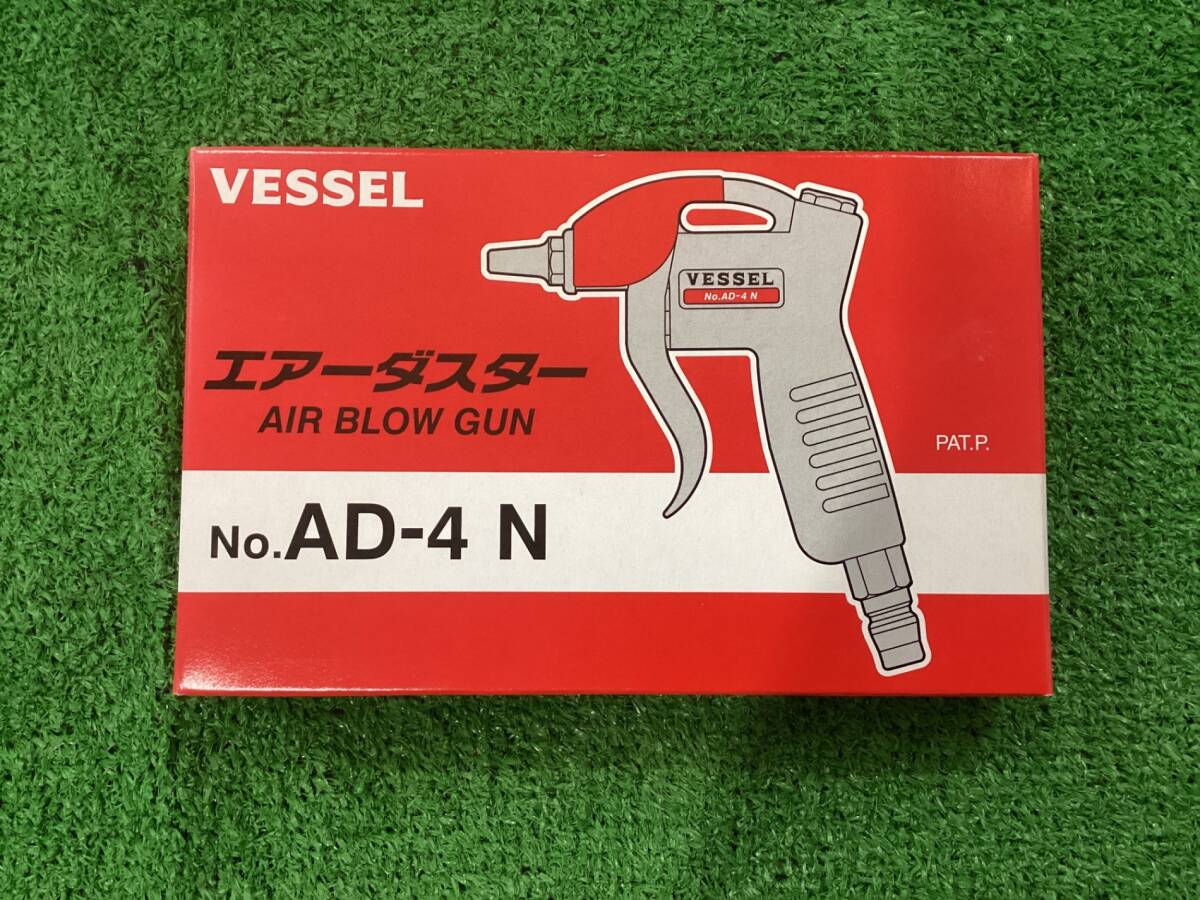 VESSEL
VESSEL
No.AD-4 N
エアーダスター
AIR BLOW GUN
PAT.P.
No.AD-4 N